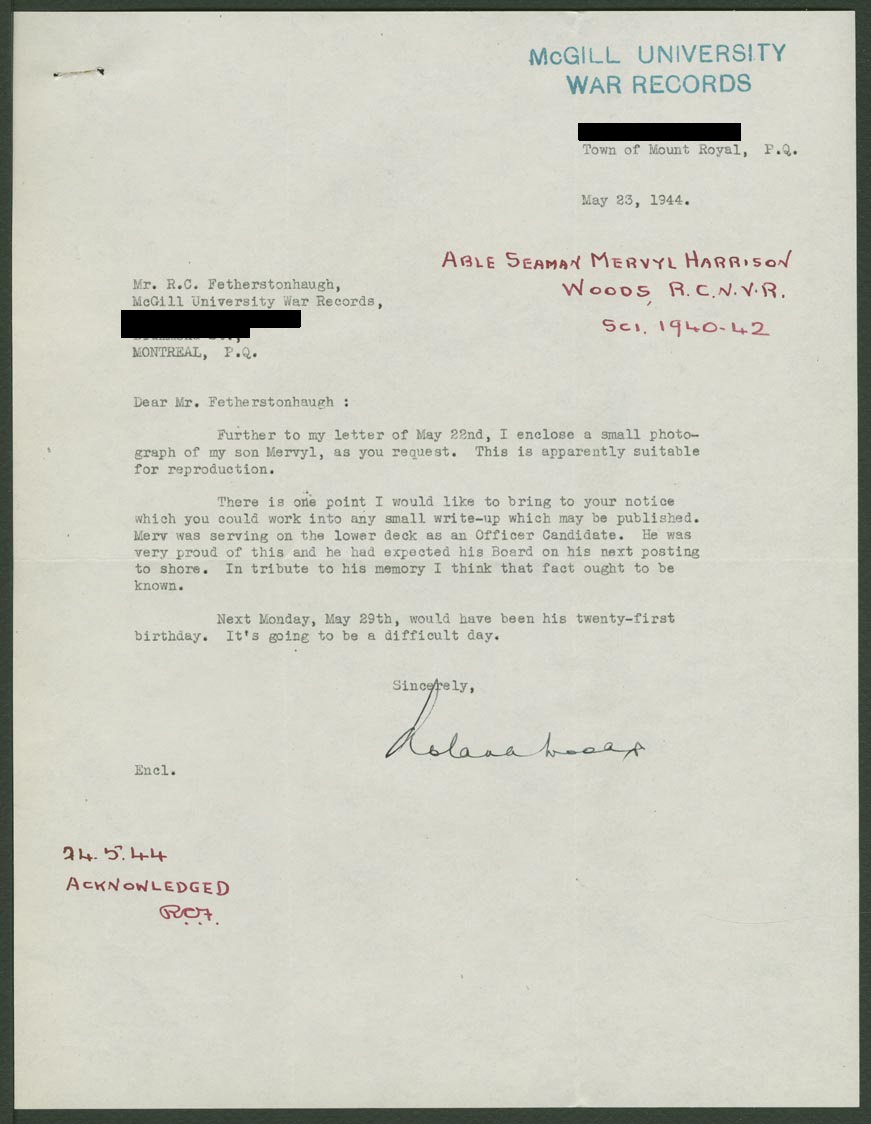 McGILL UNIVERSITY
WAR RECORDS
Town of Mount Royal, P.Q.
May 23, 1944.
ABLE SEAMAN MERVYL HARRISON
WOODS, R.C.N.V.R.
SCI. 1940-42
Mr. R.C. Fetherstonhaugh,
McGill University War Records,
MONTREAL, P.Q.
Dear Mr. Fetherstonhaugh :
Further to my letter of May 22nd, I enclose a small photo-
graph of my son Mervyl, as you request. This is apparently suitable
for reproduction.
There is one point I would like to bring to your notice
which you could work into any small write-up which may be published.
Merv was serving on the lower deck as an Officer Candidate. He was
very proud of this and he had expected his Board on his next posting
to shore. In tribute to his memory I think that fact ought to be
known.
Next Monday, May 29th, would have been his twenty-first
birthday. It's going to be a difficult day.
Sincerely,
Roland Woods
Encl.
24.5.44
ACKNOWLEDGED
R.C.F.